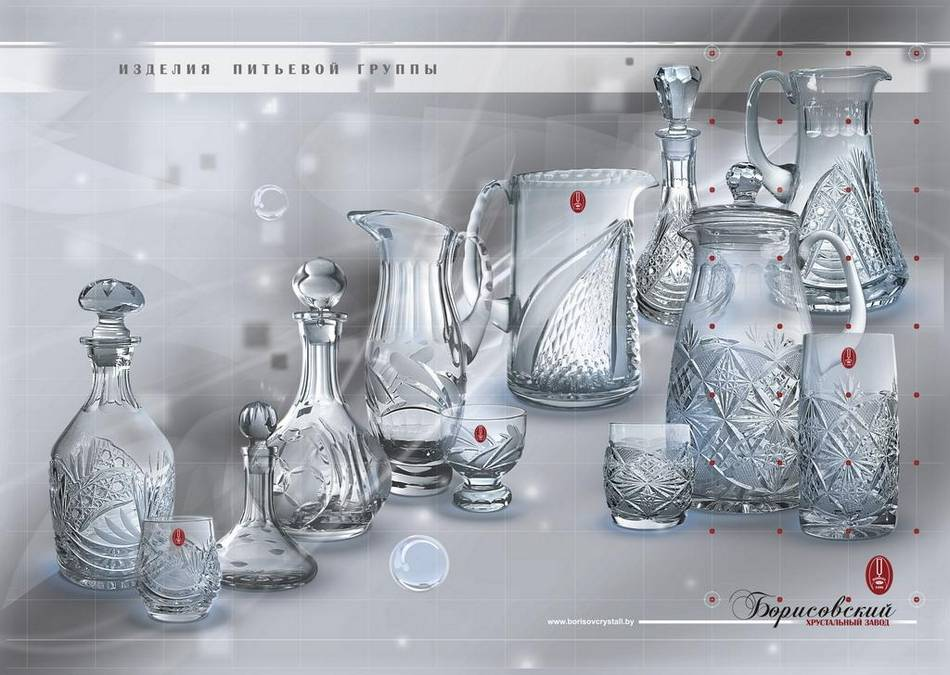 ИЗДЕЛИЯ ПИТЬЕВОЙ ГРУППЫ
www.borisovcrystall.by
Борисовский
ХРУСТАЛЬНЫЙ ЗАВОД